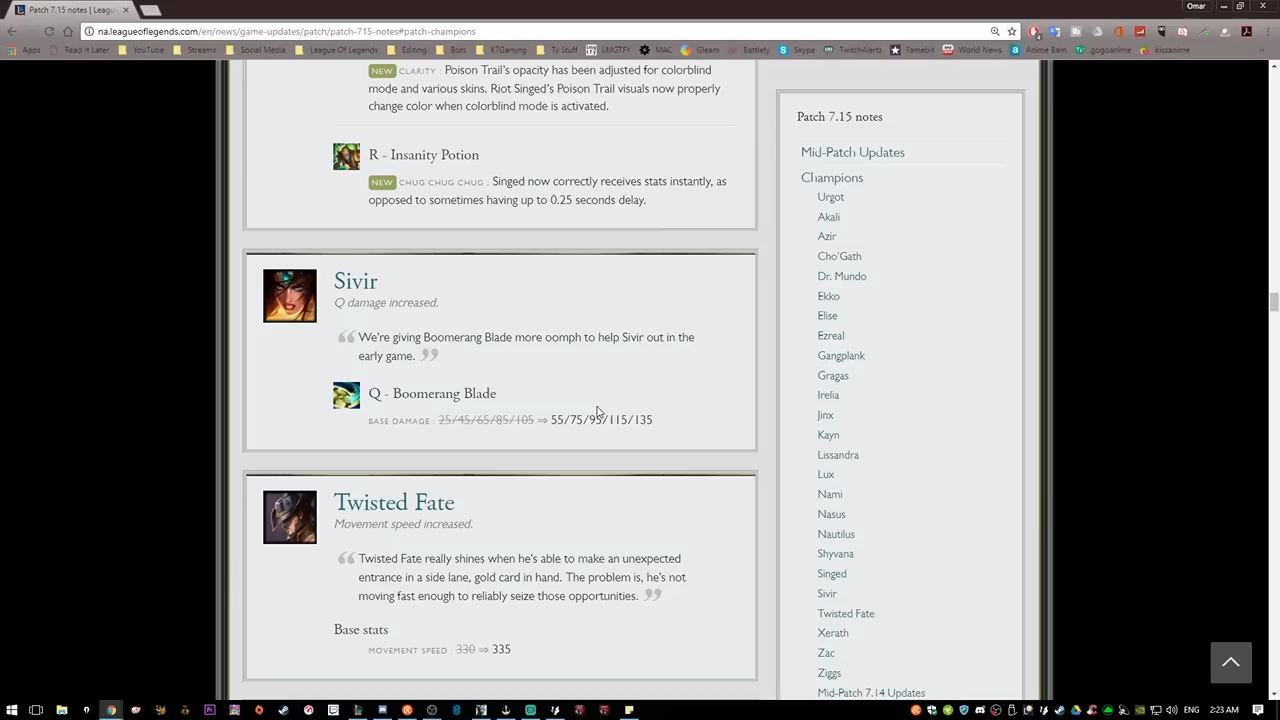 Patch 7.15 notes | Leagu
Omar
na.leagueoflegends.com/en/news/game-updates/patch/patch-715-notes#patch-champions
Apps Read It Later YouTube Streams Social Media League Of Legends Editing Bots KTGaming Tv Stuff LMGTFY MAC Gleam Battlefy Skype TwitchAlerts Famebit World News Anime Bam gogoanime kissanime
NEW CLARITY : Poison Trail's opacity has been adjusted for colorblind
mode and various skins. Riot Singed's Poison Trail visuals now properly
change color when colorblind mode is activated.
R - Insanity Potion
NEW CHUG CHUG CHUG : Singed now correctly receives stats instantly, as
opposed to sometimes having up to 0.25 seconds delay.
Sivir
Q damage increased.
We're giving Boomerang Blade more oomph to help Sivir out in the
early game.
Q - Boomerang Blade
BASE DAMAGE : 25/45/65/85/105 ⇒ 55/75/95/115/135
Twisted Fate
Movement speed increased.
Twisted Fate really shines when he's able to make an unexpected
entrance in a side lane, gold card in hand. The problem is, he's not
moving fast enough to reliably seize those opportunities.
Base stats
MOVEMENT SPEED : 330 ⇒ 335
Patch 7.15 notes
Mid-Patch Updates
Champions
Urgot
Akali
Azir
Cho'Gath
Dr. Mundo
Ekko
Elise
Ezreal
Gangplank
Gragas
Irelia
Jinx
Kayn
Lissandra
Lux
Nami
Nasus
Nautilus
Shyvana
Singed
Sivir
Twisted Fate
Xerath
Zac
Ziggs
Mid-Patch 7.14 Updates
2:23 AM